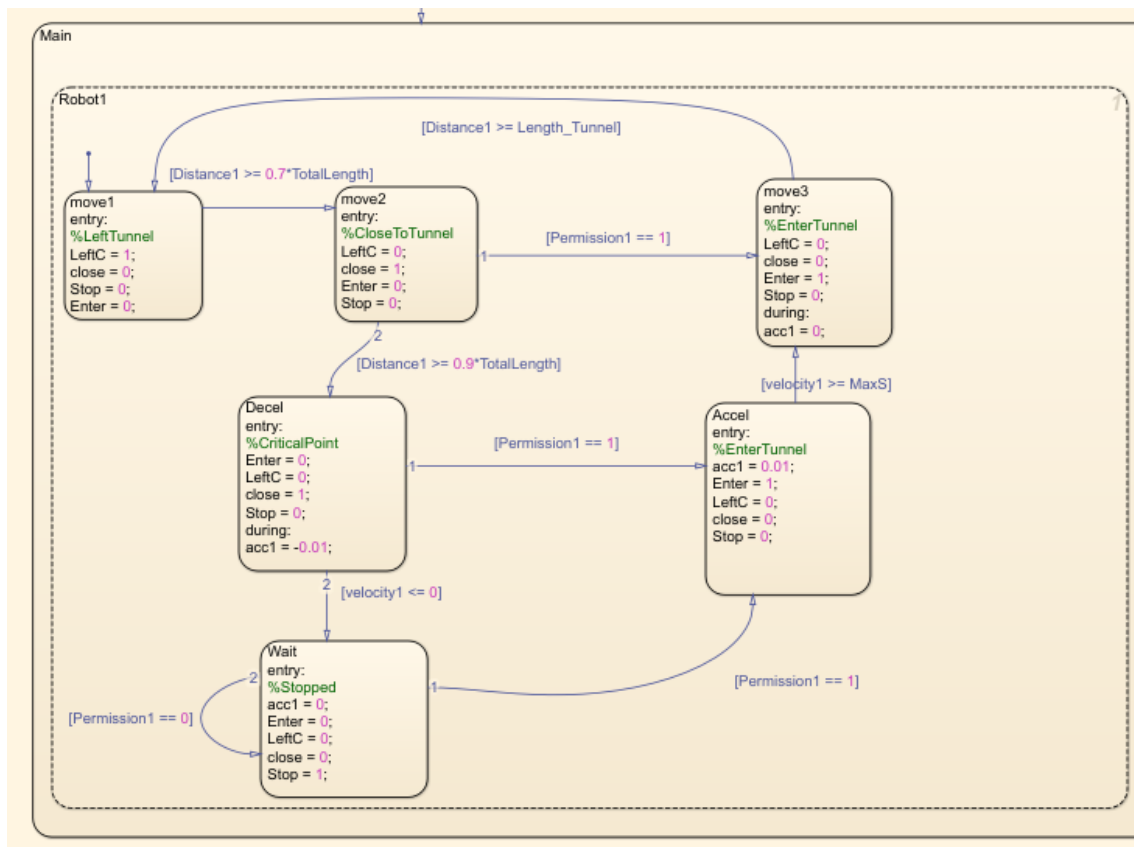 Main
Robot1
1
[Distance1 >= Length_Tunnel]
[Distance1 >= 0.7*TotalLength]
move1
entry:
%LeftTunnel
LeftC = 1;
close = 0;
Stop = 0;
Enter = 0;
move2
entry:
%CloseToTunnel
LeftC = 0;
close = 1;
Enter = 0;
Stop = 0;
1
[Permission1 == 1]
move3
entry:
%EnterTunnel
LeftC = 0;
close = 0;
Enter = 1;
Stop = 0;
during:
acc1 = 0;
2
[Distance1 >= 0.9*TotalLength]
[velocity1 >= MaxS]
Decel
entry:
%CriticalPoint
Enter = 0;
LeftC = 0;
close = 1;
Stop = 0;
during:
acc1 = -0.01;
1
[Permission1 == 1]
Accel
entry:
%EnterTunnel
acc1 = 0.01;
Enter = 1;
LeftC = 0;
close = 0;
Stop = 0;
2
[velocity1 <= 0]
Wait
entry:
%Stopped
acc1 = 0;
Enter = 0;
LeftC = 0;
close = 0;
Stop = 1;
2
[Permission1 == 0]
1
[Permission1 == 1]